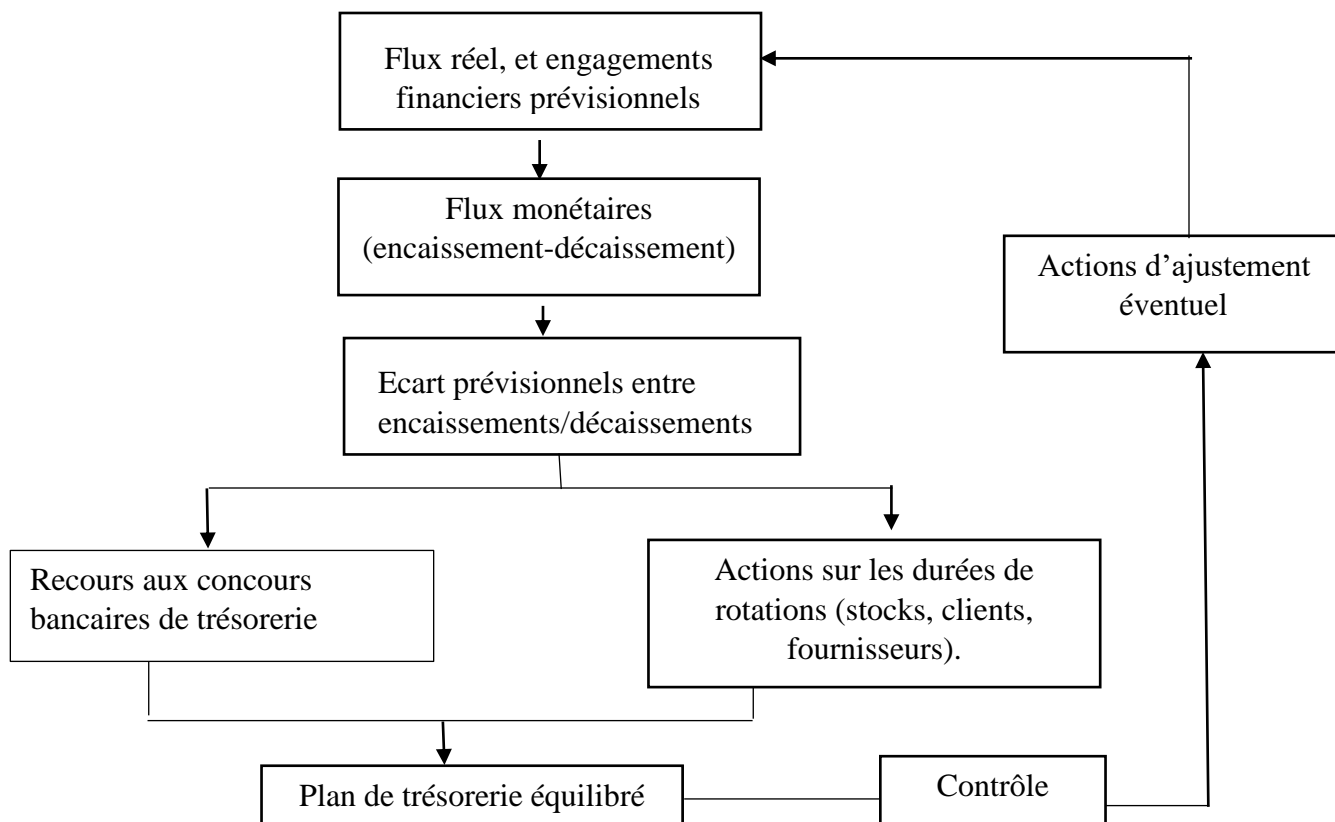 Flux réel, et engagements
financiers prévisionnels
Flux monétaires
(encaissement-décaissement)
Actions d’ajustement
éventuel
Ecart prévisionnels entre
encaissements/décaissements
Recours aux concours
bancaires de trésorerie
Actions sur les durées de
rotations (stocks, clients,
fournisseurs).
Plan de trésorerie équilibré
Contrôle